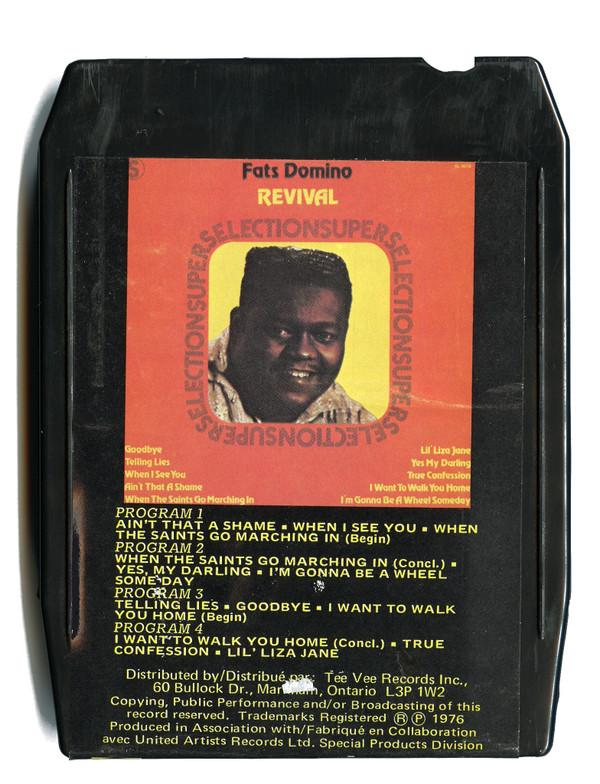 Fats Domino
REVIVAL
SELECTIONSUPERSELECTIONSUPERSELECTIONSUPERSELECTIONSUPER
Goodbye
Telling Lies
When I See You
Ain't That A Shame
When The Saints Go Marching In
Lil' Liza Jane
Yes My Darling
True Confession
I Want To Walk You Home
I'm Gonna Be A Wheel Someday
PROGRAM 1
AIN'T THAT A SHAME ▪ WHEN I SEE YOU ▪ WHEN
THE SAINTS GO MARCHING IN (Begin)
PROGRAM 2
WHEN THE SAINTS GO MARCHING IN (Concl.) ▪
YES, MY DARLING ▪ I'M GONNA BE A WHEEL
SOME DAY
PROGRAM 3
TELLING LIES ▪ GOODBYE ▪ I WANT TO WALK
YOU HOME (Begin)
PROGRAM 4
I WANT TO WALK YOU HOME (Concl.) ▪ TRUE
CONFESSION ▪ LIL' LIZA JANE
Distributed by/Distribué par: Tee Vee Records Inc.,
60 Bullock Dr., Markham, Ontario L3P 1W2
Copying, Public Performance and/or Broadcasting of this
record reserved. Trademarks Registered Ⓡ Ⓟ 1976
Produced in Association with/Fabriqué en Collaboration
avec United Artists Records Ltd. Special Products Division